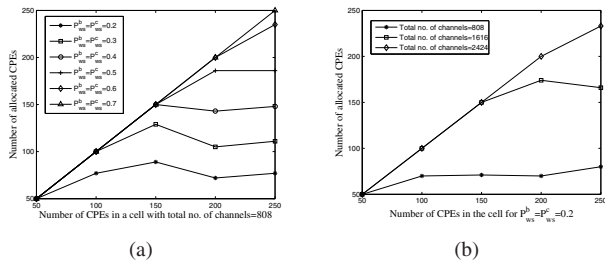 (a)
P^b_ws=P^c_ws=0.2
P^b_ws=P^c_ws=0.3
P^b_ws=P^c_ws=0.4
P^b_ws=P^c_ws=0.5
P^b_ws=P^c_ws=0.6
P^b_ws=P^c_ws=0.7
Number of allocated CPEs
250
200
150
100
50
50 100 150 200 250
Number of CPEs in a cell with total no. of channels=808
(a)
(b)
Total no. of channels=808
Total no. of channels=1616
Total no. of channels=2424
Number of allocated CPEs
250
200
150
100
50
50 100 150 200 250
Number of CPEs in the cell for P^b_ws=P^c_ws=0.2
(b)